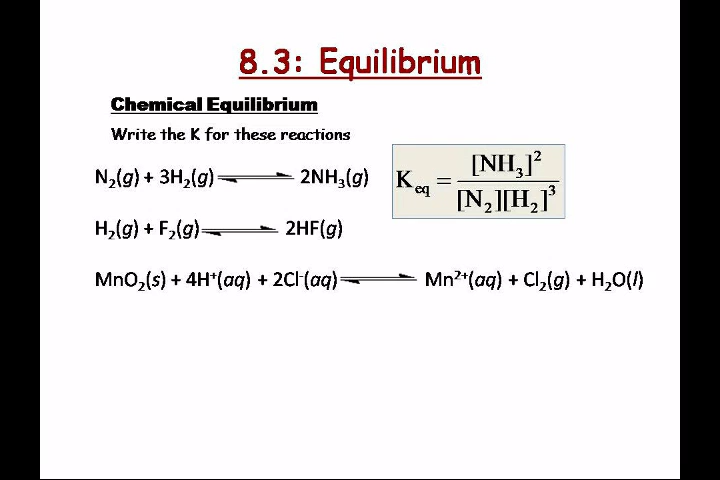 8.3: Equilibrium
Chemical Equilibrium
Write the K for these reactions
N₂(g) + 3H₂(g) ⇌ 2NH₃(g)
K_eq = [NH₃]² / [N₂][H₂]³
H₂(g) + F₂(g) ⇌ 2HF(g)
MnO₂(s) + 4H⁺(aq) + 2Cl⁻(aq) ⇌ Mn²⁺(aq) + Cl₂(g) + H₂O(l)